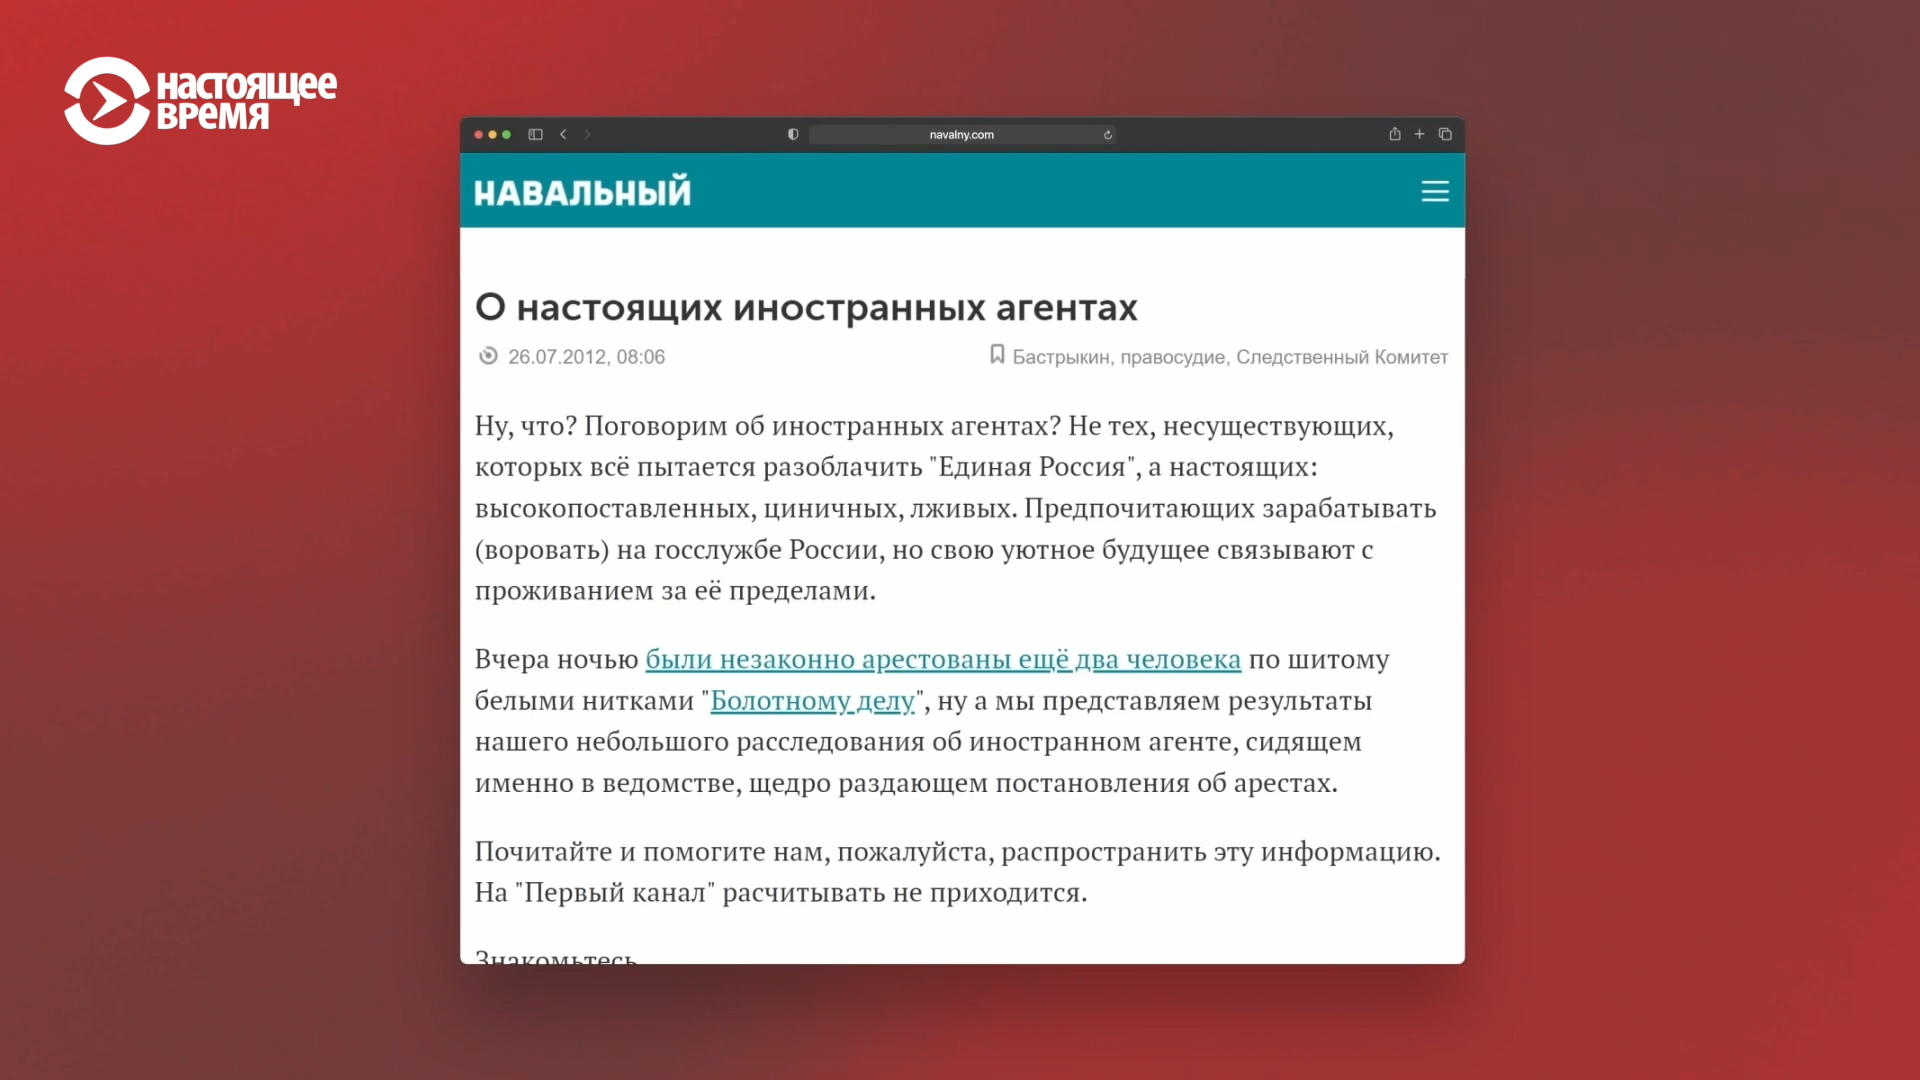 настоящее
время
navalny.com
НАВАЛЬНЫЙ
О настоящих иностранных агентах
26.07.2012, 08:06
Бастрыкин, правосудие, Следственный Комитет
Ну, что? Поговорим об иностранных агентах? Не тех, несуществующих,
которых всё пытается разоблачить "Единая Россия", а настоящих:
высокопоставленных, циничных, лживых. Предпочитающих зарабатывать
(воровать) на госслужбе России, но свою уютное будущее связывают с
проживанием за её пределами.
Вчера ночью были незаконно арестованы ещё два человека по шитому
белыми нитками "Болотному делу", ну а мы представляем результаты
нашего небольшого расследования об иностранном агенте, сидящем
именно в ведомстве, щедро раздающем постановления об арестах.
Почитайте и помогите нам, пожалуйста, распространить эту информацию.
На "Первый канал" расчитывать не приходится.
Знакомьтесь